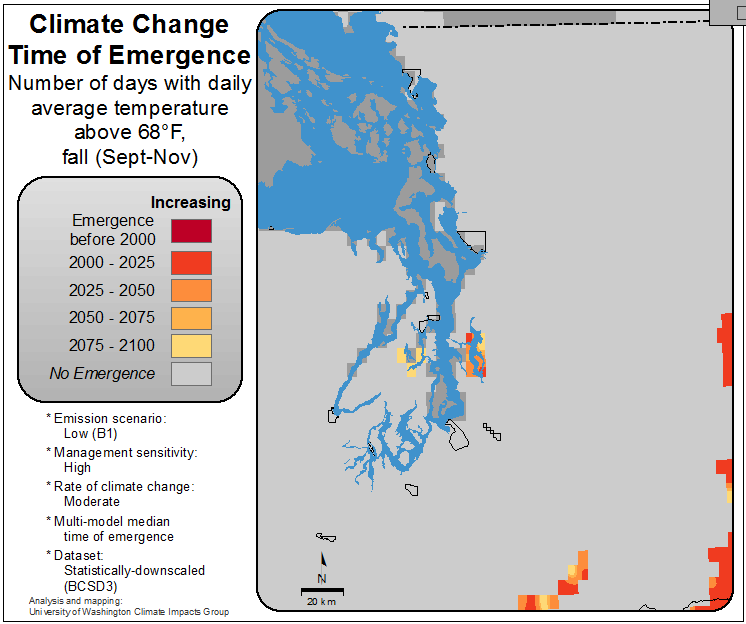 Climate Change
Time of Emergence
Number of days with daily
average temperature
above 68°F,
fall (Sept-Nov)
Increasing
Emergence
before 2000
2000 - 2025
2025 - 2050
2050 - 2075
2075 - 2100
No Emergence
* Emission scenario:
Low (B1)
* Management sensitivity:
High
* Rate of climate change:
Moderate
* Multi-model median
time of emergence
* Dataset:
Statistically-downscaled
(BCSD3)
Analysis and mapping:
University of Washington Climate Impacts Group
N
20 km